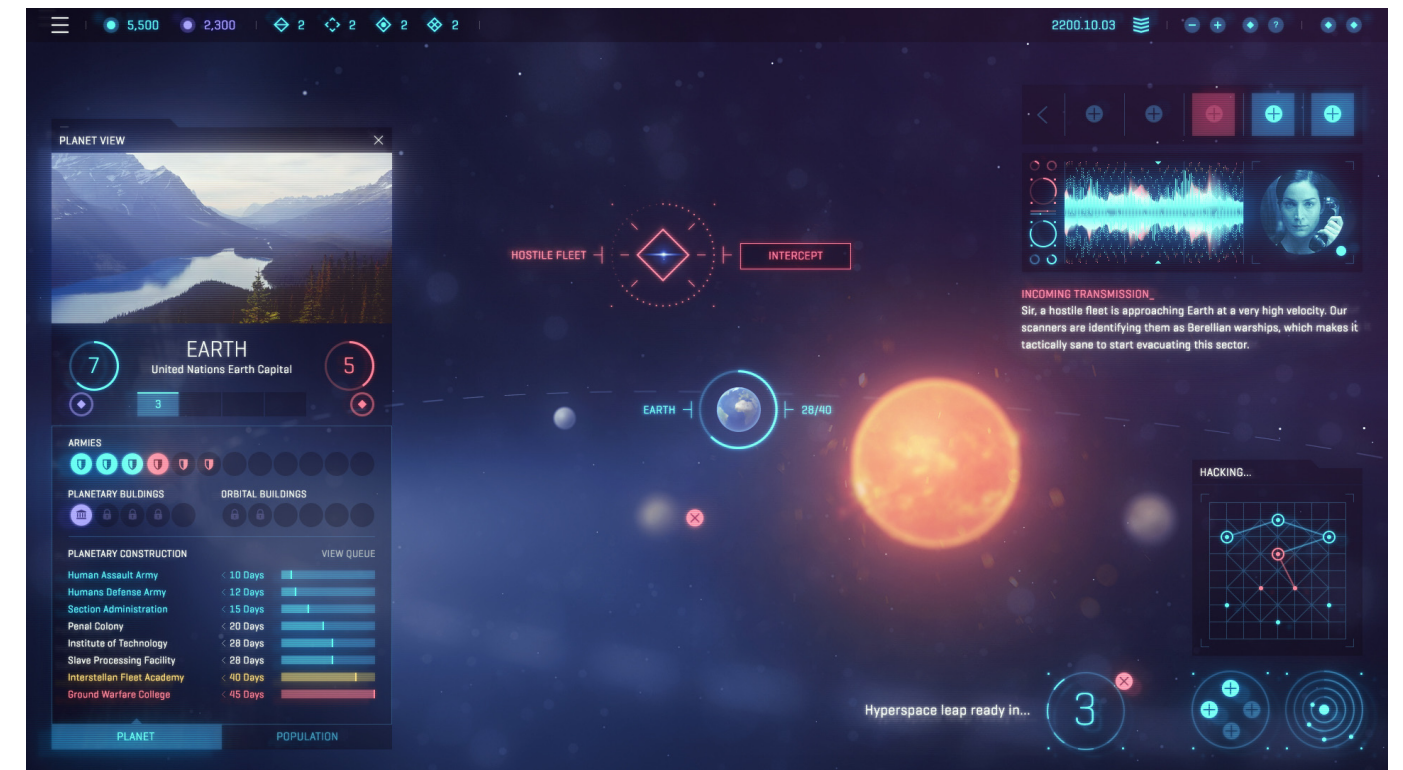 5,500
2,300
2
2
2
2
2200.10.03
?
PLANET VIEW
EARTH
United Nations Earth Capital
7
5
3
ARMIES
PLANETARY BULDINGS
ORBITAL BUILDINGS
PLANETARY CONSTRUCTION
VIEW QUEUE
Human Assault Army < 10 Days
Humans Defense Army < 12 Days
Section Administration < 15 Days
Penal Colony < 20 Days
Institute of Technology < 28 Days
Slave Processing Facility < 28 Days
Interstellan Fleet Academy < 40 Days
Ground Warfare College < 45 Days
PLANET
POPULATION
HOSTILE FLEET
INTERCEPT
EARTH
28/40
INCOMING TRANSMISSION_
Sir, a hostile fleet is approaching Earth at a very high velocity. Our
scanners are identifying them as Berellian warships, which makes it
tactically sane to start evacuating this sector.
HACKING...
Hyperspace leap ready in...
3